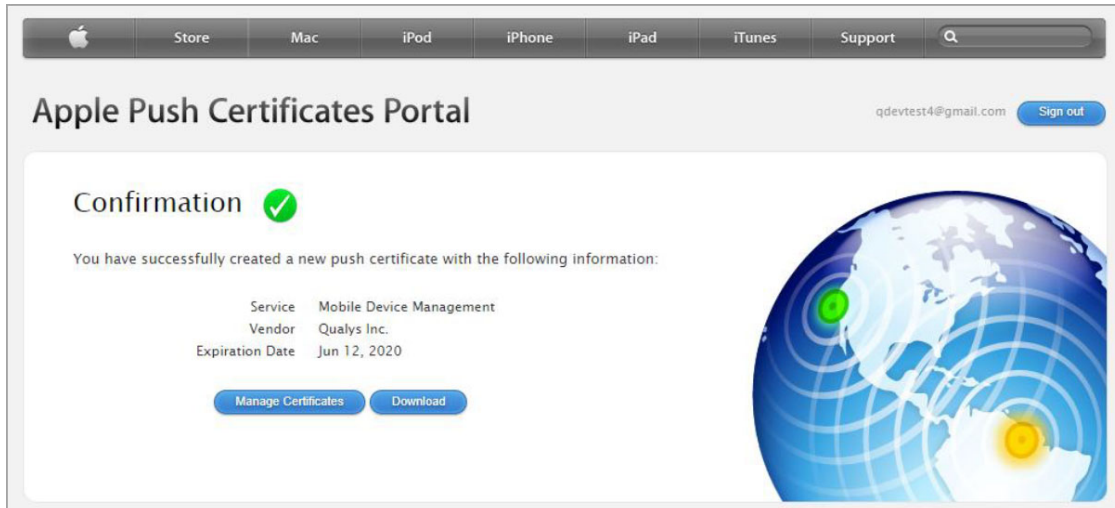 Store Mac iPod iPhone iPad iTunes Support
Apple Push Certificates Portal
qdevtest4@gmail.com Sign out
Confirmation
You have successfully created a new push certificate with the following information:
Service Mobile Device Management
Vendor Qualys Inc.
Expiration Date Jun 12, 2020
Manage Certificates Download